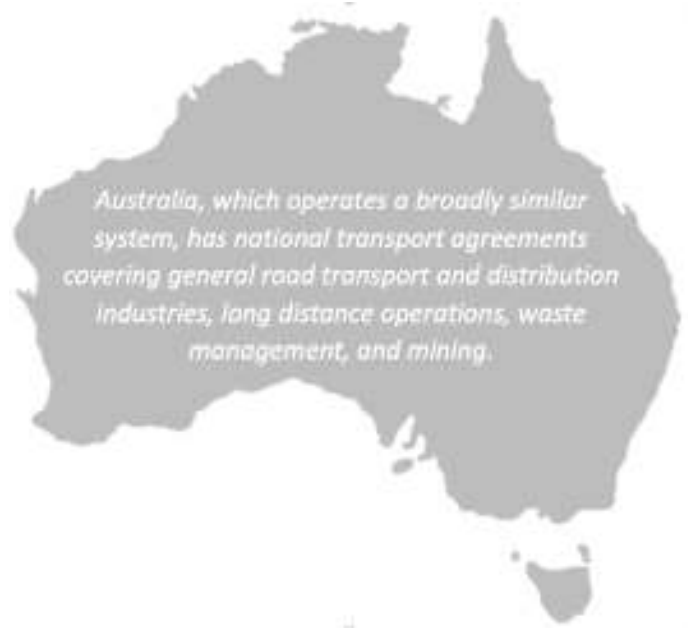 Australia, which operates a broadly similar
system, has national transport agreements
covering general road transport and distribution
industries, long distance operations, waste
management, and mining.